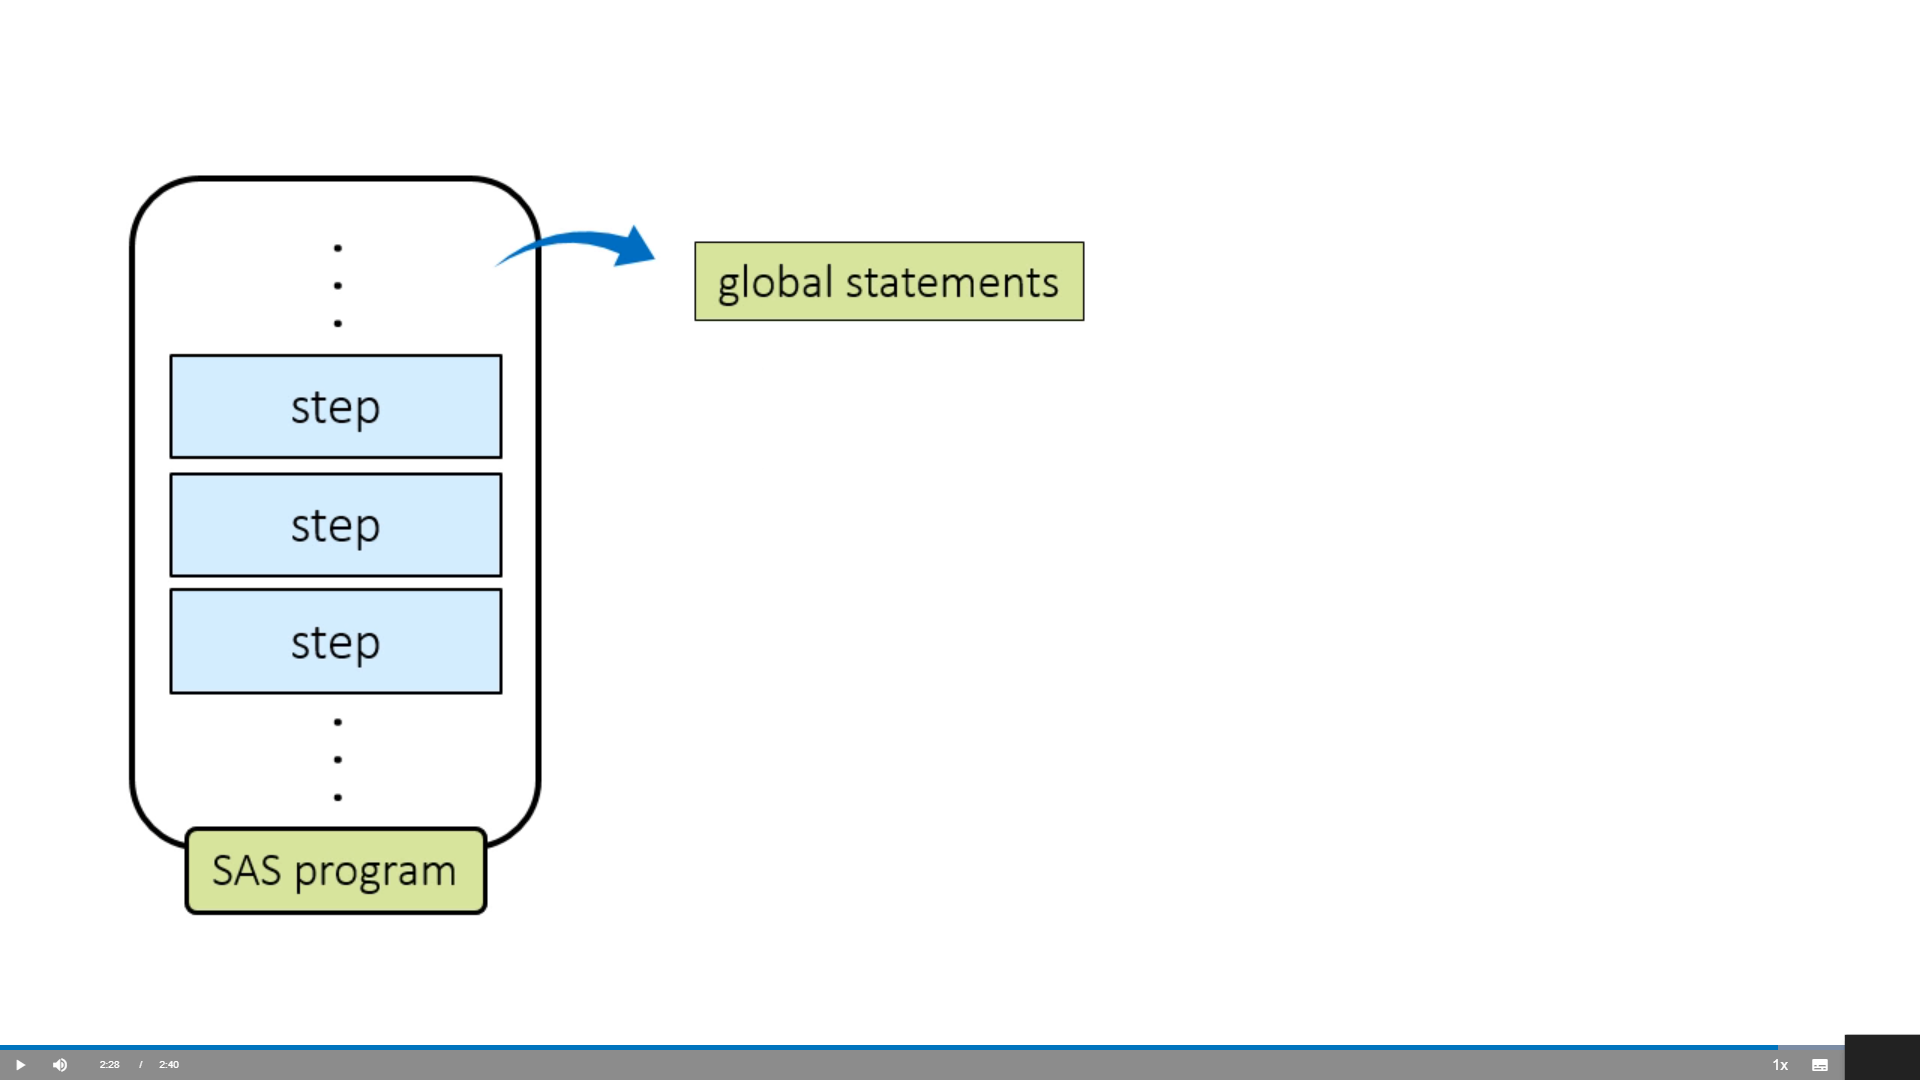 global statements
step
step
step
SAS program
2:28 / 2:40 1x